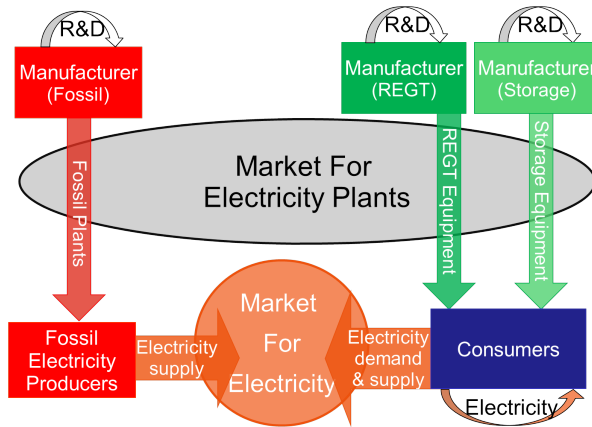 R&D
R&D
R&D
Manufacturer
(Fossil)
Manufacturer
(REGT)
Manufacturer
(Storage)
Fossil Plants
Market For
Electricity Plants
REGT Equipment
Storage Equipment
Fossil
Electricity
Producers
Electricity
supply
Market
For
Electricity
Electricity
demand
& supply
Consumers
Electricity